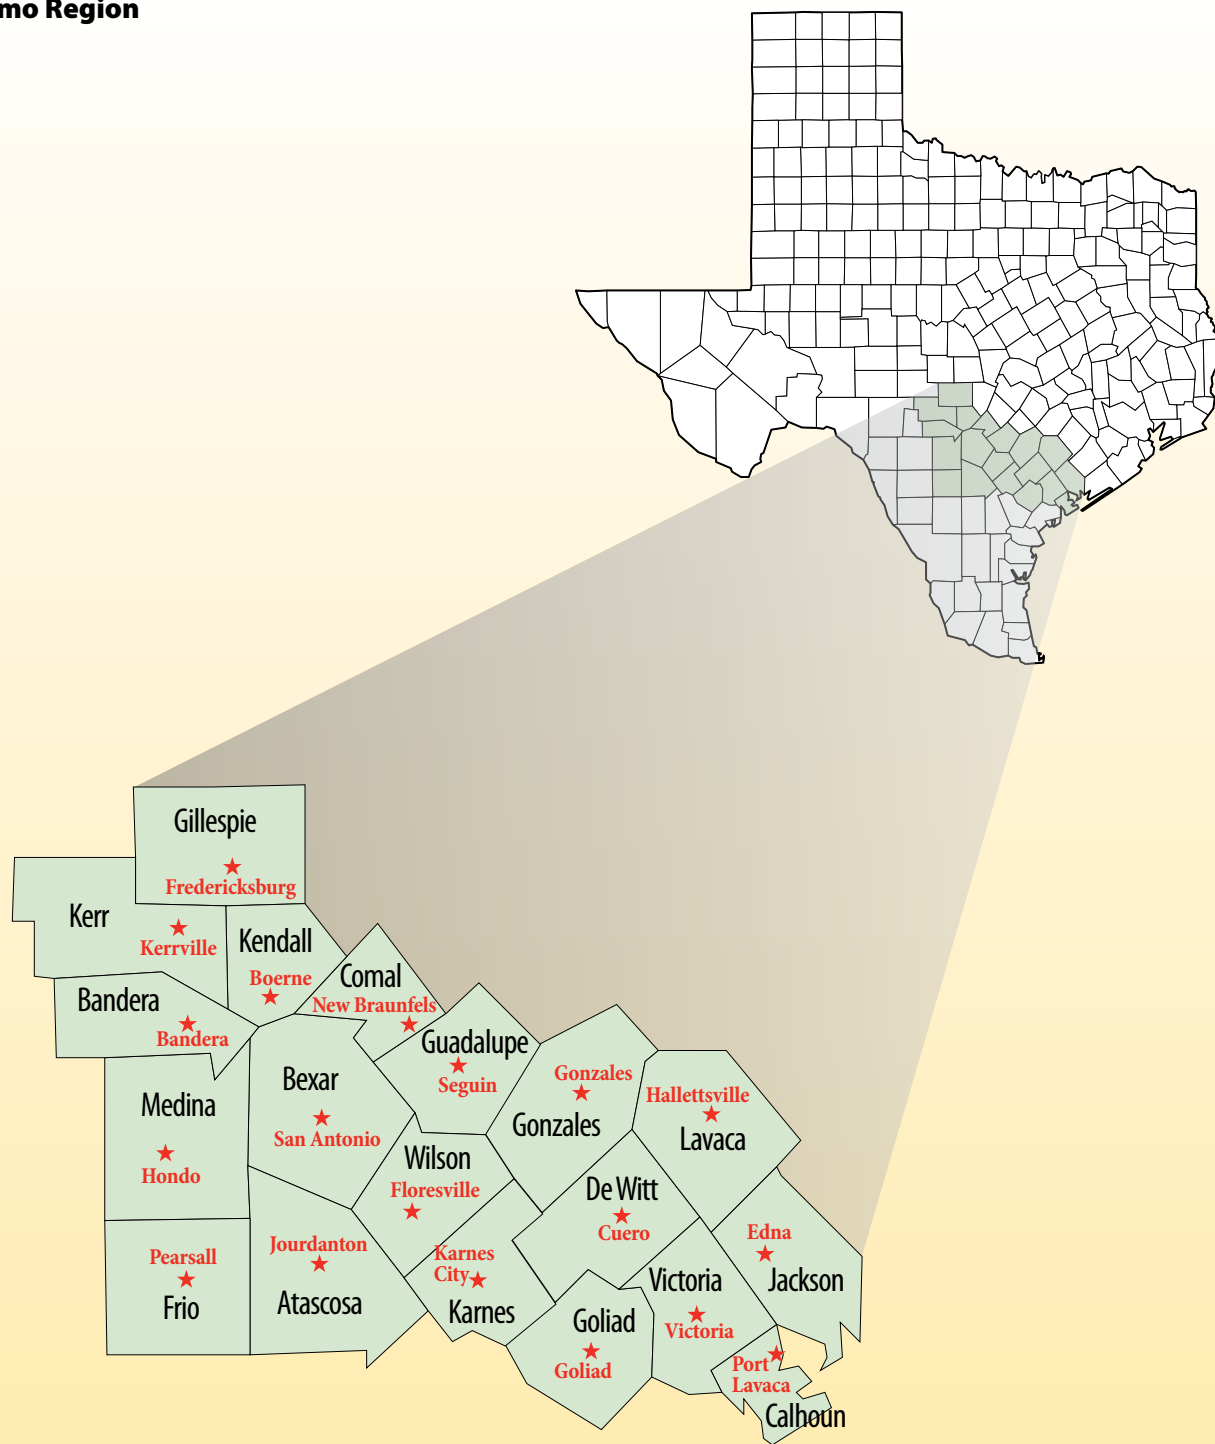 mo Region
Gillespie
Fredericksburg
Kerr
Kerrville
Kendall
Boerne
Comal
New Braunfels
Bandera
Bandera
Guadalupe
Seguin
Bexar
San Antonio
Medina
Hondo
Gonzales
Gonzales
Hallettsville
Lavaca
Wilson
Floresville
De Witt
Cuero
Edna
Jackson
Pearsall
Frio
Jourdanton
Atascosa
Karnes
City
Karnes
Victoria
Victoria
Goliad
Goliad
Port
Lavaca
Calhoun